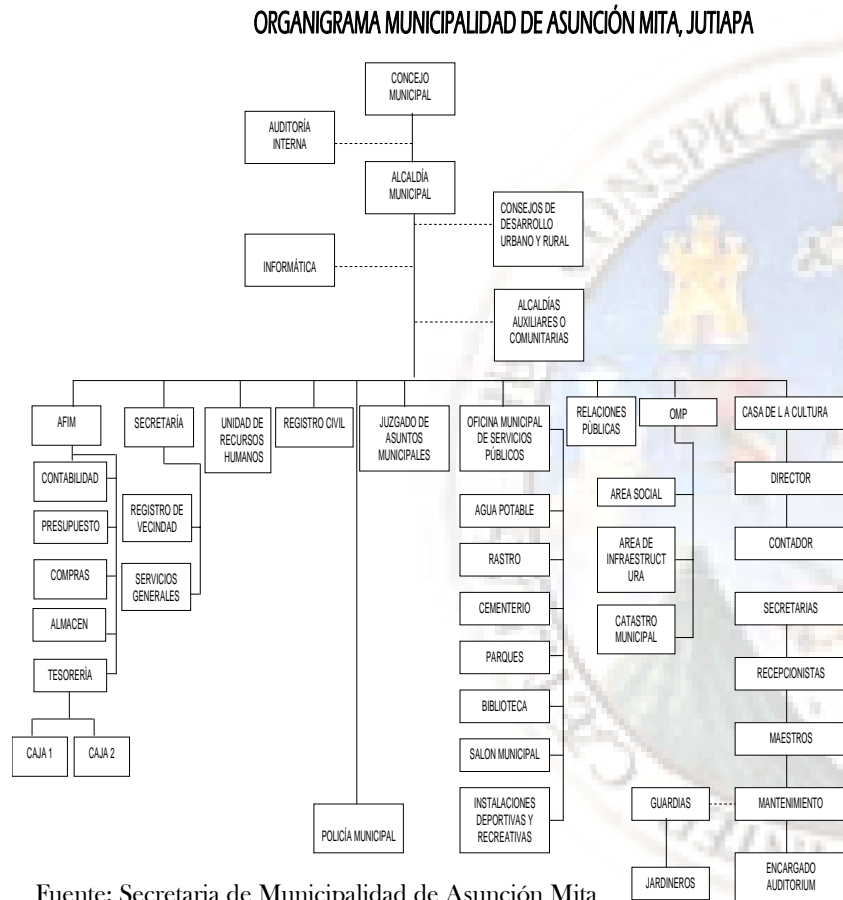 ORGANIGRAMA MUNICIPALIDAD DE ASUNCIÓN MITA, JUTIAPA
CONCEJO
MUNICIPAL
AUDITORÍA
INTERNA
ALCALDÍA
MUNICIPAL
CONSEJOS DE
DESARROLLO
URBANO Y RURAL
INFORMÁTICA
ALCALDÍAS
AUXILIARES O
COMUNITARIAS
AFIM
SECRETARÍA
UNIDAD DE
RECURSOS
HUMANOS
REGISTRO CIVIL
JUZGADO DE
ASUNTOS
MUNICIPALES
OFICINA MUNICIPAL
DE SERVICIOS
PÚBLICOS
RELACIONES
PÚBLICAS
OMP
CASA DE L A CULTURA
CONTABILIDAD
PRESUPUESTO
COMPRAS
ALMACEN
TESORERÌA
CAJA 1
CAJA 2
REGISTRO DE
VECINDAD
SERVICIOS
GENERALES
POLICÍA MUNICIPAL
AGUA POTABLE
RASTRO
CEMENTERIO
PARQUES
BIBLIOTECA
SALON MUNICIPAL
INSTALACIONES
DEPORTIVAS Y
RECREATIVAS
AREA SOCIAL
AREA DE
INFRAESTRUCT
URA
CATASTRO
MUNICIPAL
DIRECTOR
CONTADOR
SECRETARIAS
RECEPCIONISTAS
MAESTROS
GUARDIAS
MANTENIMIENTO
JARDINEROS
ENCARGADO
AUDITORIUM
Fuente: Secretaria de Municipalidad de Asunción Mita
CONSPICUA